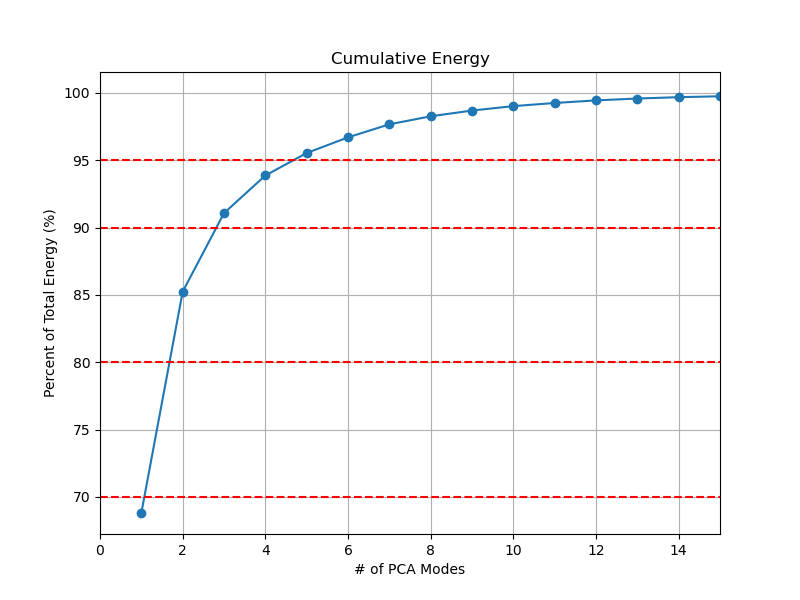 Cumulative Energy
Percent of Total Energy (%)
100
95
90
85
80
75
70
0 2 4 6 8 10 12 14
# of PCA Modes